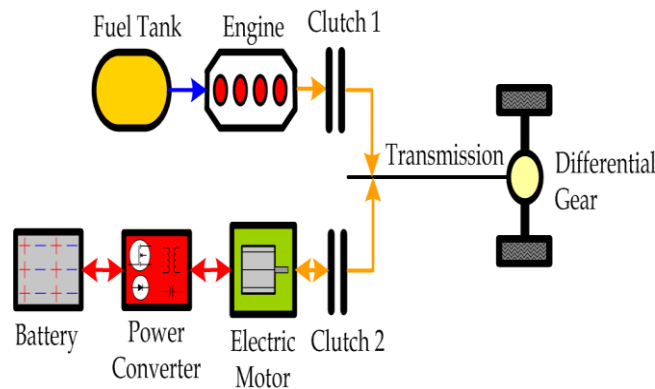 Fuel Tank
Engine
Clutch 1
Transmission
Differential
Gear
Battery
Power
Converter
Electric
Motor
Clutch 2